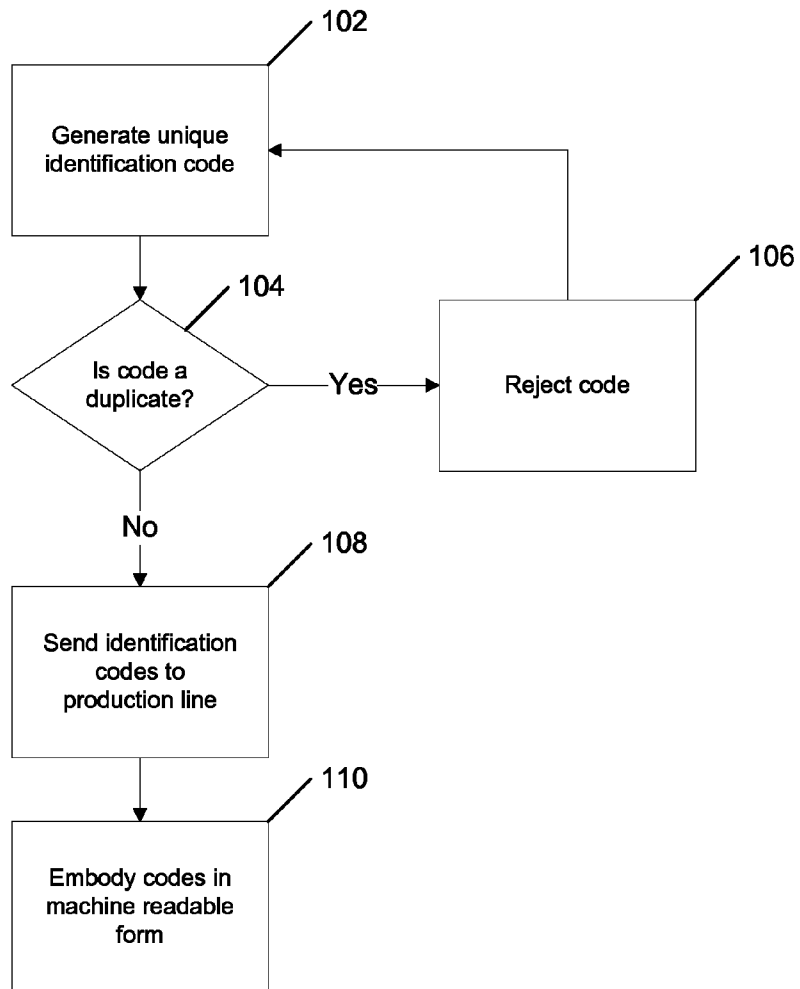 102
Generate unique
identification code
104
106
Is code a
duplicate?
Yes
Reject code
No
108
Send identification
codes to
production line
110
Embody codes in
machine readable
form